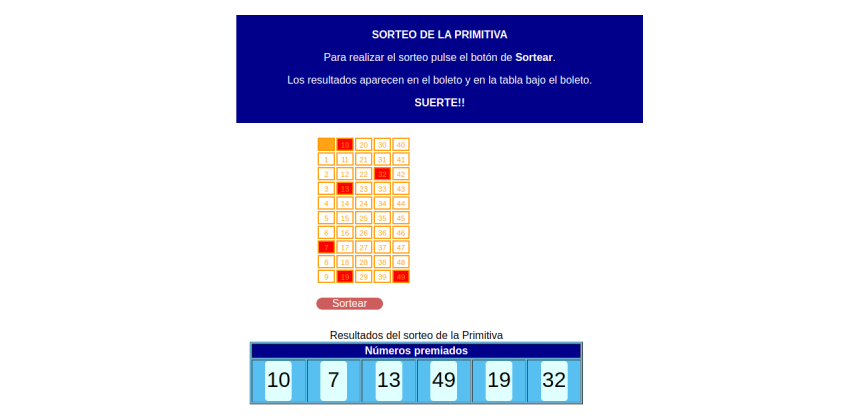 SORTEO DE LA PRIMITIVA
Para realizar el sorteo pulse el botón de Sortear.
Los resultados aparecen en el boleto y en la tabla bajo el boleto.
SUERTE!!
10 20 30 40
1 11 21 31 41
2 12 22 32 42
3 13 23 33 43
4 14 24 34 44
5 15 25 35 45
6 16 26 36 46
7 17 27 37 47
8 18 28 38 48
9 19 29 39 49
Sortear
Resultados del sorteo de la Primitiva
Números premiados
10 7 13 49 19 32